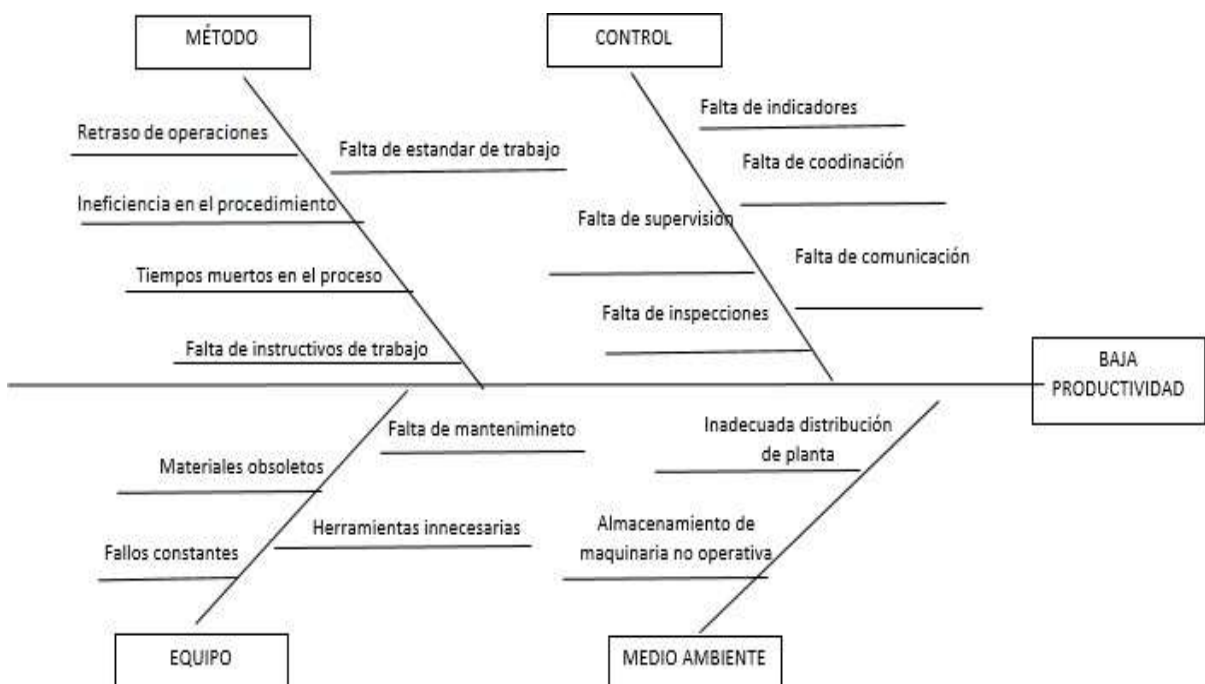 MÉTODO
CONTROL
Retraso de operaciones
Falta de estandar de trabajo
Ineficiencia en el procedimiento
Tiempos muertos en el proceso
Falta de instructivos de trabajo
Falta de indicadores
Falta de coodinación
Falta de supervisión
Falta de comunicación
Falta de inspecciones
BAJA
PRODUCTIVIDAD
Falta de mantenimineto
Materiales obsoletos
Herramientas innecesarias
Fallos constantes
Inadecuada distribución
de planta
Almacenamiento de
maquinaria no operativa
EQUIPO
MEDIO AMBIENTE